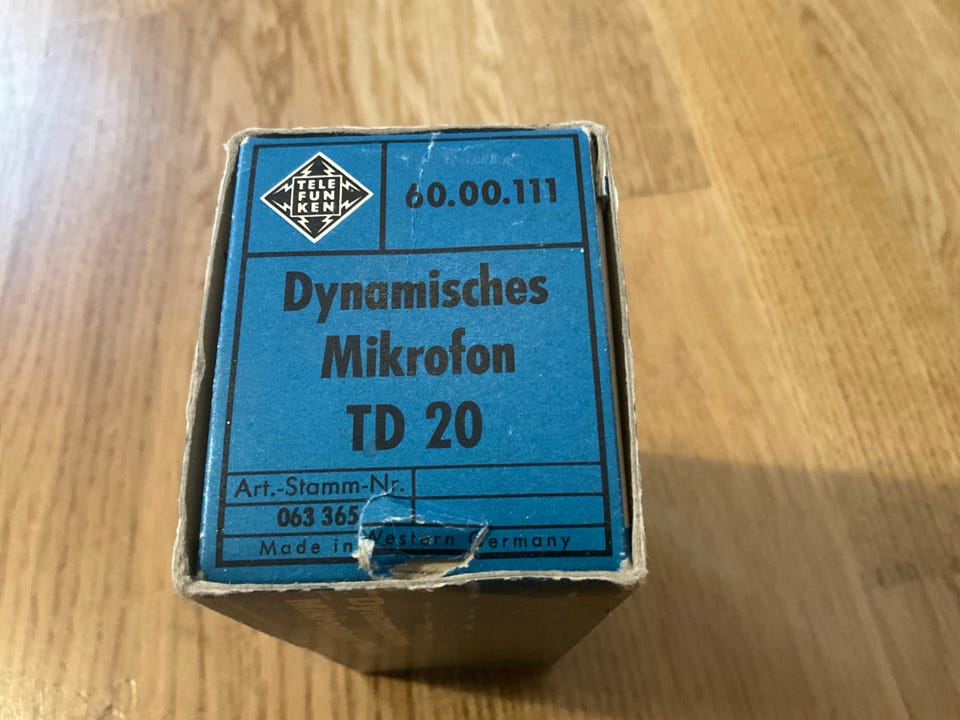 TELE
FUN
KEN
60.00.111
Dynamisches
Mikrofon
TD 20
Art.-Stamm-Nr.
063 365
Made in Western Germany